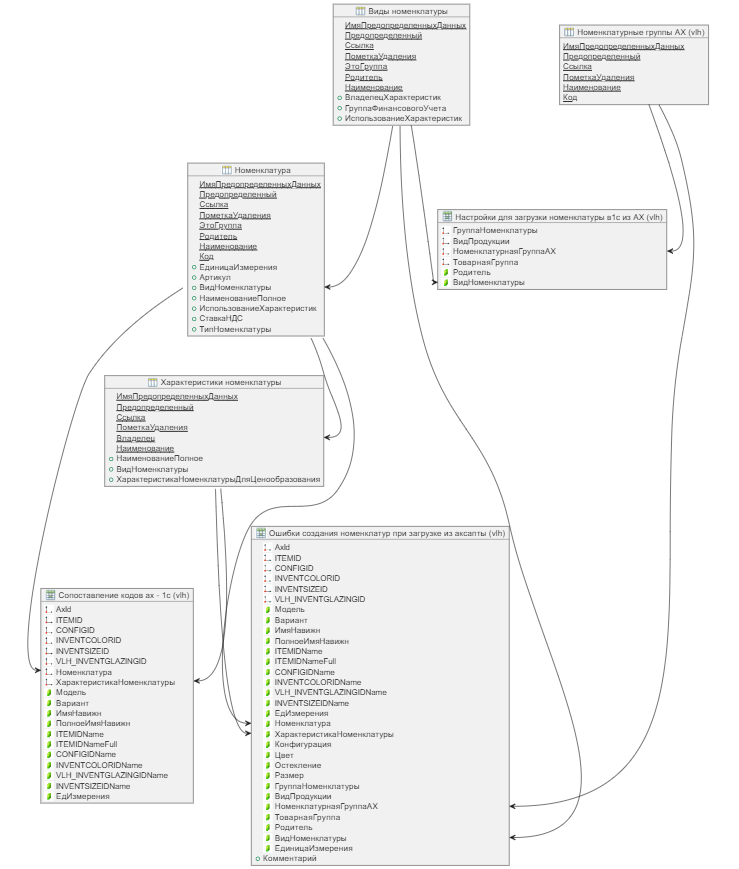 Виды номенклатуры
ИмяПредопределенныхДанных
Предопределенный
Ссылка
ПометкаУдаления
ЭтоГруппа
Родитель
Наименование
ВладелецХарактеристик
ГруппаФинансовогоУчета
ИспользованиеХарактеристик
Номенклатурные группы АХ (vlh)
ИмяПредопределенныхДанных
Предопределенный
Ссылка
ПометкаУдаления
Наименование
Код
Номенклатура
ИмяПредопределенныхДанных
Предопределенный
Ссылка
ПометкаУдаления
ЭтоГруппа
Родитель
Наименование
Код
ЕдиницаИзмерения
Артикул
ВидНоменклатуры
НаименованиеПолное
ИспользованиеХарактеристик
СтавкаНДС
ТипНоменклатуры
Настройки для загрузки номенклатуры в1с из АХ (vlh)
ГруппаНоменклатуры
ВидПродукции
НоменклатурнаяГруппаАХ
ТоварнаяГруппа
Родитель
ВидНоменклатуры
Характеристики номенклатуры
ИмяПредопределенныхДанных
Предопределенный
Ссылка
ПометкаУдаления
Владелец
Наименование
НаименованиеПолное
ВидНоменклатуры
ХарактеристикаНоменклатурыДляЦенообразования
Сопоставление кодов ах - 1с (vlh)
AxId
ITEMID
CONFIGID
INVENTCOLORID
INVENTSIZEID
VLH_INVENTGLAZINGID
Номенклатура
ХарактеристикаНоменклатуры
Модель
Вариант
ИмяНавижн
ПолноеИмяНавижн
ITEMIDName
ITEMIDNameFull
CONFIGIDName
INVENTCOLORIDName
VLH_INVENTGLAZINGIDName
INVENTSIZEIDName
ЕдИзмерения
Ошибки создания номенклатур при загрузке из аксапты (vlh)
AxId
ITEMID
CONFIGID
INVENTCOLORID
INVENTSIZEID
VLH_INVENTGLAZINGID
Модель
Вариант
ИмяНавижн
ПолноеИмяНавижн
ITEMIDName
ITEMIDNameFull
CONFIGIDName
INVENTCOLORIDName
VLH_INVENTGLAZINGIDName
INVENTSIZEIDName
ЕдИзмерения
Номенклатура
ХарактеристикаНоменклатуры
Конфигурация
Цвет
Остекление
Размер
ГруппаНоменклатуры
ВидПродукции
НоменклатурнаяГруппаАХ
ТоварнаяГруппа
Родитель
ВидНоменклатуры
ЕдиницаИзмерения
Комментарий